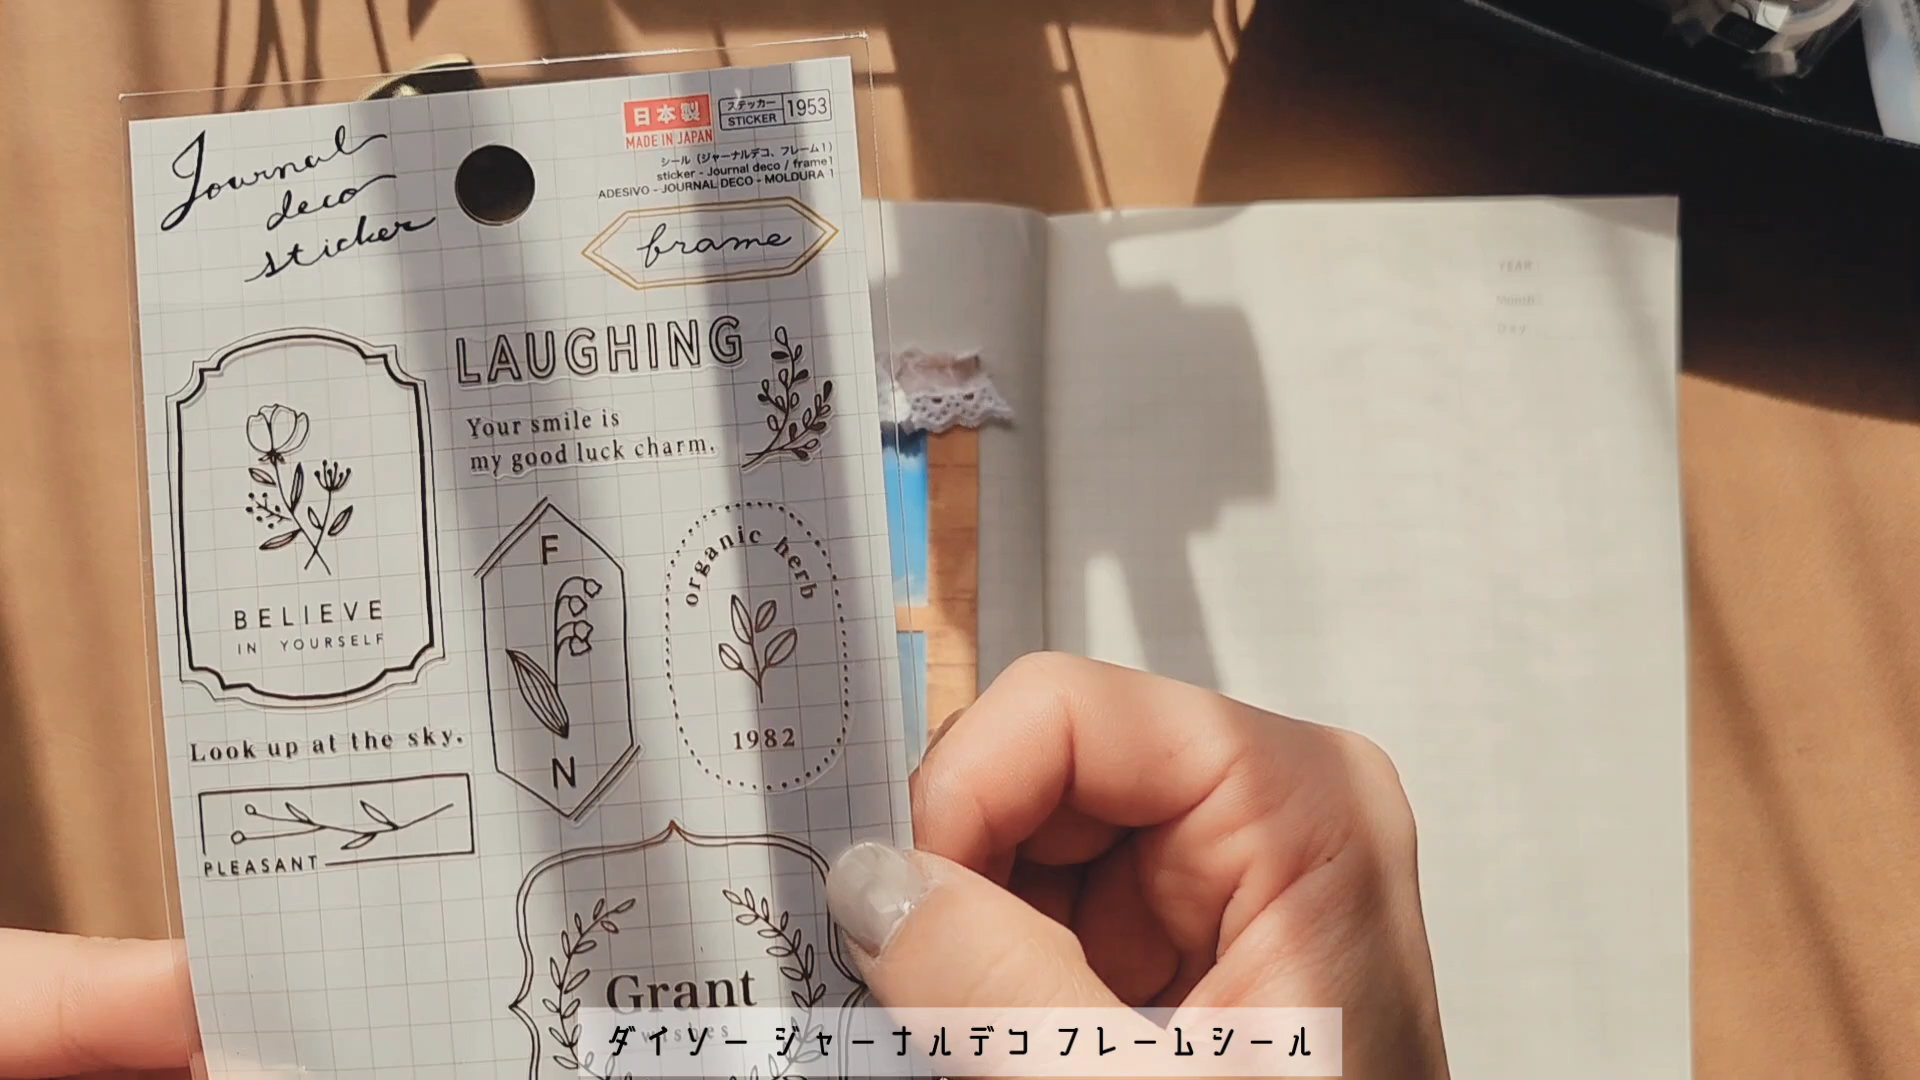 Journal
deco
sticker
日本製
MADE IN JAPAN
ステッカー
STICKER
1953
シール（ジャーナルデコ、フレーム1）
sticker - Journal deco / frame1
ADESIVO - JOURNAL DECO - MOLDURA 1
frame
LAUGHING
Your smile is
my good luck charm.
BELIEVE
IN YOURSELF
F
N
organic herb
1982
Look up at the sky.
PLEASANT
Grant
wishes
YEAR :
Month :
Day :
ダイソー ジャーナルデコ フレームシール